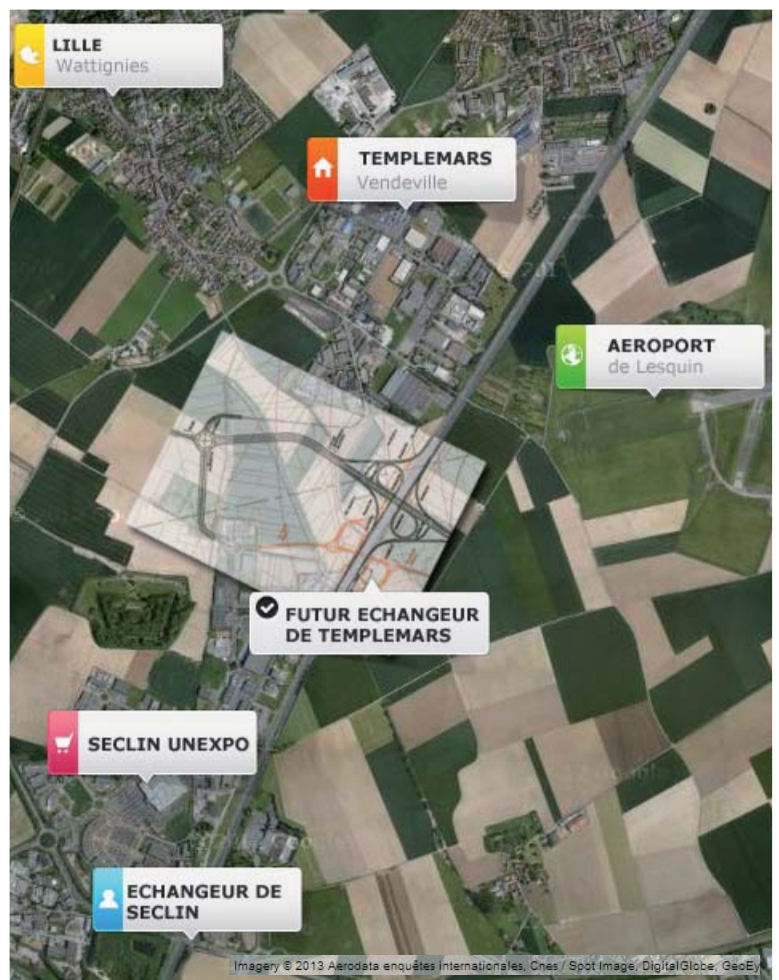 LILLE
Wattignies
TEMPLEMARS
Vendeville
AEROPORT
de Lesquin
FUTUR ECHANGEUR
DE TEMPLEMARS
SECLIN UNEXPO
ECHANGEUR DE
SECLIN
Imagery © 2013 Aerodata enquêtes internationales, Cnes / Spot Image, DigitalGlobe, GeoEy